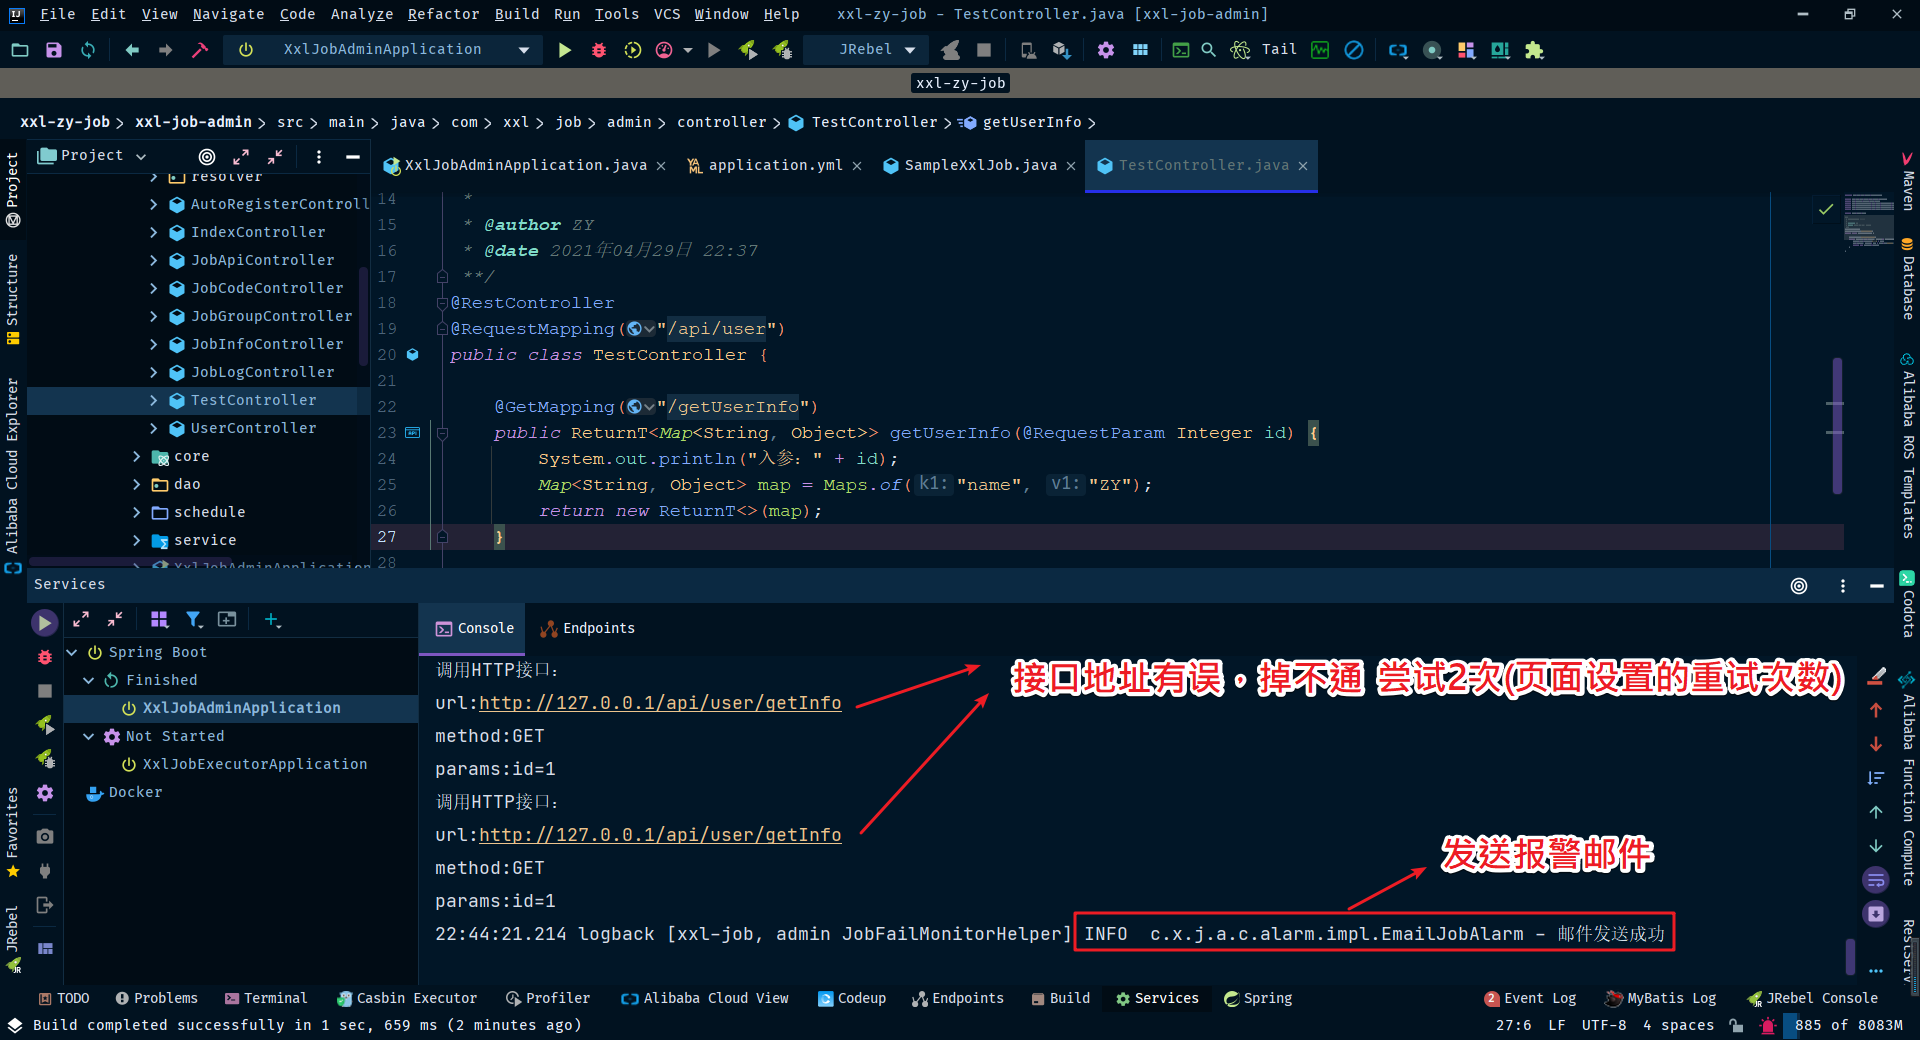 File Edit View Navigate Code Analyze Refactor Build Run Tools VCS Window Help xxl-zy-job - TestController.java [xxl-job-admin]
XxlJobAdminApplication JRebel Tail
xxl-zy-job
xxl-zy-job > xxl-job-admin > src > main > java > com > xxl > job > admin > controller > TestController > getUserInfo >
Project
XxlJobAdminApplication.java × application.yml × SampleXxlJob.java × TestController.java ×
resolver
AutoRegisterControll
IndexController
JobApiController
JobCodeController
JobGroupController
JobInfoController
JobLogController
TestController
UserController
core
dao
schedule
service
XxlJobAdminApplication
14 *
15 * @author ZY
16 * @date 2021年04月29日 22:37
17 **/
18 @RestController
19 @RequestMapping("/api/user")
20 public class TestController {
21
22 @GetMapping("/getUserInfo")
23 public ReturnT<Map<String, Object>> getUserInfo(@RequestParam Integer id) {
24 System.out.println("入参: " + id);
25 Map<String, Object> map = Maps.of( k1: "name", v1: "ZY");
26 return new ReturnT<>(map);
27 }
28
Project
Structure
Alibaba Cloud Explorer
Favorites
JRebel
Maven
Database
Alibaba ROS Templates
Codota
Alibaba Function Compute
RestServ
Services
Spring Boot
Finished
XxlJobAdminApplication
Not Started
XxlJobExecutorApplication
Docker
Console Endpoints
调用HTTP接口:
url:http://127.0.0.1/api/user/getInfo
method:GET
params:id=1
调用HTTP接口:
url:http://127.0.0.1/api/user/getInfo
method:GET
params:id=1
22:44:21.214 logback [xxl-job, admin JobFailMonitorHelper] INFO c.x.j.a.c.alarm.impl.EmailJobAlarm - 邮件发送成功
接口地址有误，掉不通 尝试2次(页面设置的重试次数)
发送报警邮件
TODO Problems Terminal Casbin Executor Profiler Alibaba Cloud View Codeup Endpoints Build Services Spring 2 Event Log MyBatis Log JRebel Console
Build completed successfully in 1 sec, 659 ms (2 minutes ago) 27:6 LF UTF-8 4 spaces 885 of 8083M